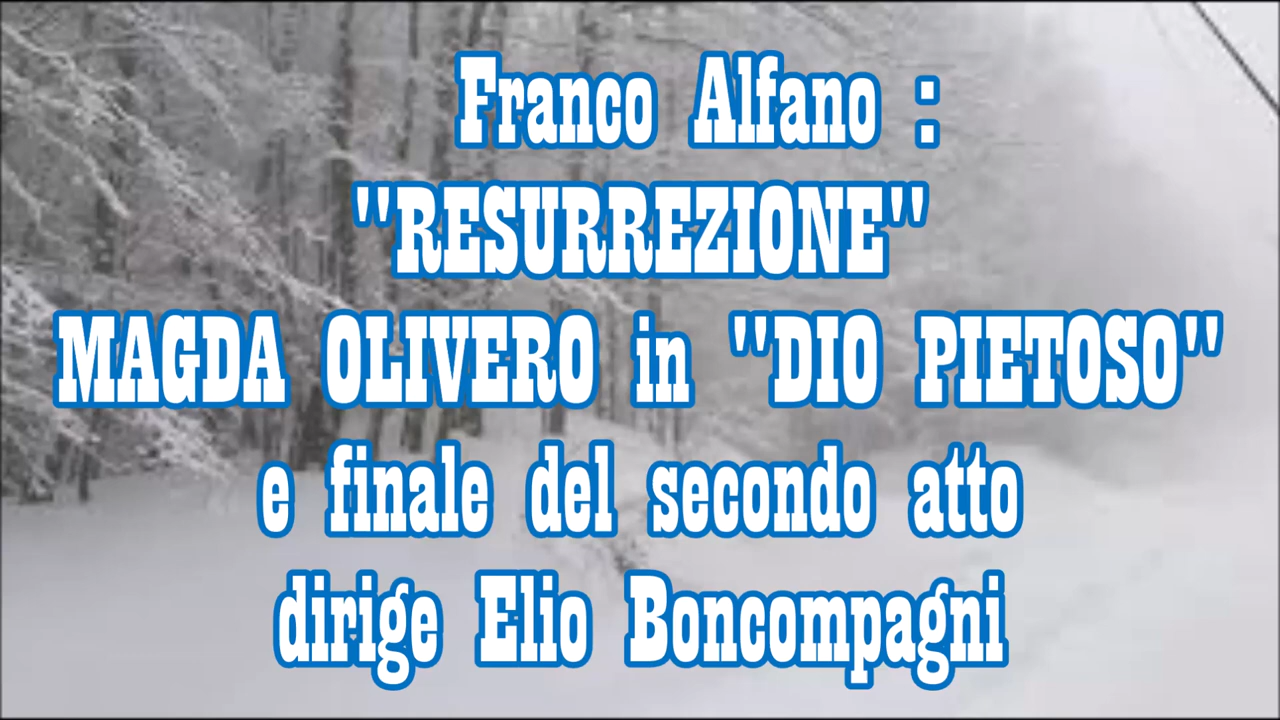 Franco Alfano :
"RESURREZIONE"
MAGDA OLIVERO in "DIO PIETOSO"
e finale del secondo atto
dirige Elio Boncompagni